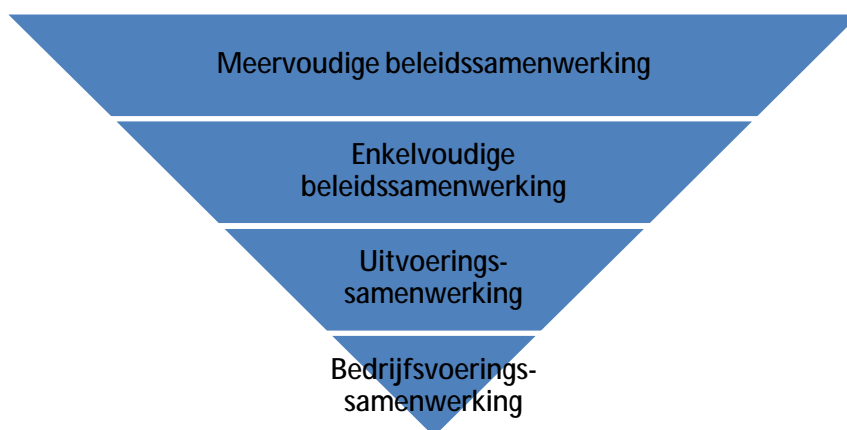 Meervoudige beleidssamenwerking
Enkelvoudige
beleidssamenwerking
Uitvoerings-
samenwerking
Bedrijfsvoerings-
samenwerking